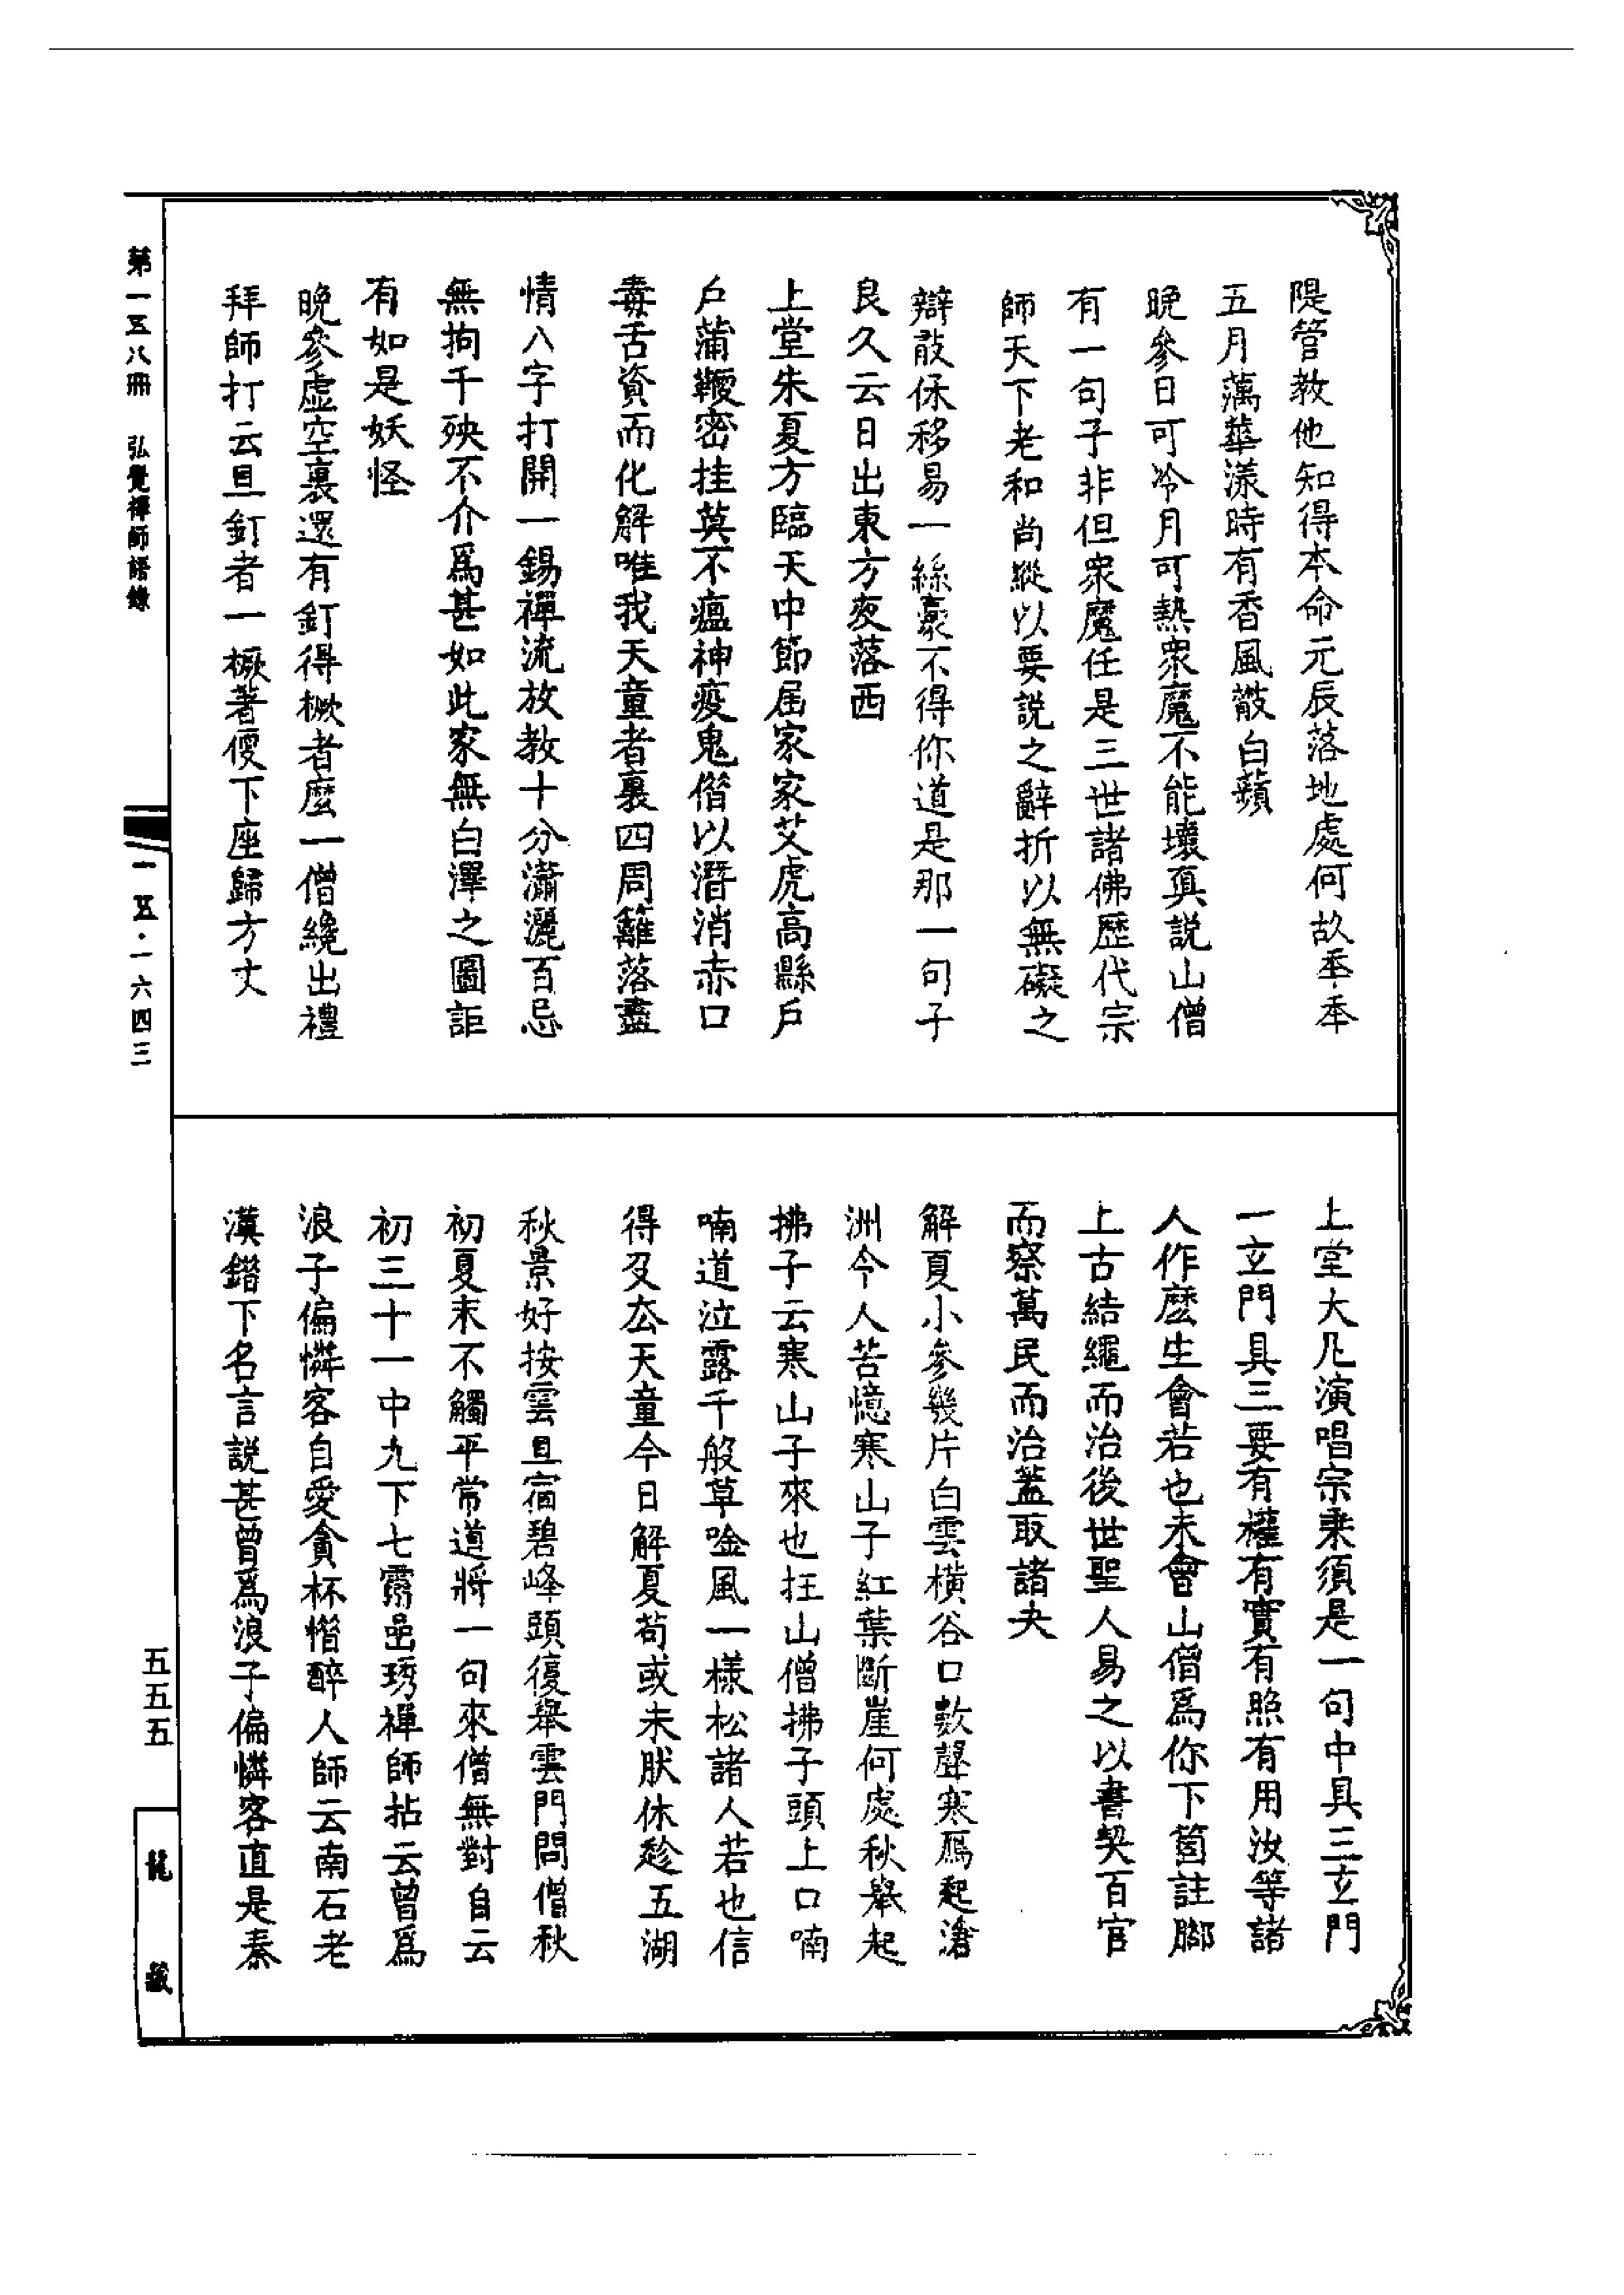 隄管教他知得本命元辰落地處何故夲夲
五月蕅華漾時有香風散白蘋
晚參日可冷月可熱衆魔不能壞眞説山僧
有一句子非但衆魔任是三世諸佛歷代宗
師天下老和尚縱以要説之辭折以無礙之
辯敢保移易一絲豪不得你道是那一句子
良久云日出東方夜落西
上堂朱夏方臨天中節屆家家艾虎高縣戶
戶蒲鞭密挂莫不瘟神疫鬼偕以潛消赤口
毒舌資而化解唯我天童者裏四周籬落盡
情八字打開一錫禪流放教十分瀟灑百忌
無拘千殃不介爲甚如此家無白澤之圖詎
有如是妖怪
晚參虛空裏還有釘得橛者麼一僧纔出禮
拜師打云且釘者一橛著便下座歸方丈
上堂大凡演唱宗乘須是一句中具三玄門
一玄門具三要有權有實有照有用汝等諸
人作麼生會若也未會山僧爲你下箇註腳
上古結繩而治後世聖人易之以書契百官
而察萬民而治蓋取諸夬
解夏小參幾片白雲橫谷口數聲寒鴈起滄
洲今人苦憶寒山子紅葉斷崖何處秋舉起
拂子云寒山子來也拄山僧拂子頭上口喃
喃道泣露千般草唫風一樣松諸人若也信
得及厺天童今日解夏苟或未肰休趁五湖
秋景好按雲且宿碧峰頭復舉雲門問僧秋
初夏末不觸平常道將一句來僧無對自云
初三十一中九下七靈嵒琇禪師拈云曾爲
浪子偏憐客自愛貪杯惜醉人師云南石老
漢鍇下名言説甚曾爲浪子偏憐客直是秦
第一五八冊 弘覺禪師語錄
一五·一六四三
五五五
龍藏